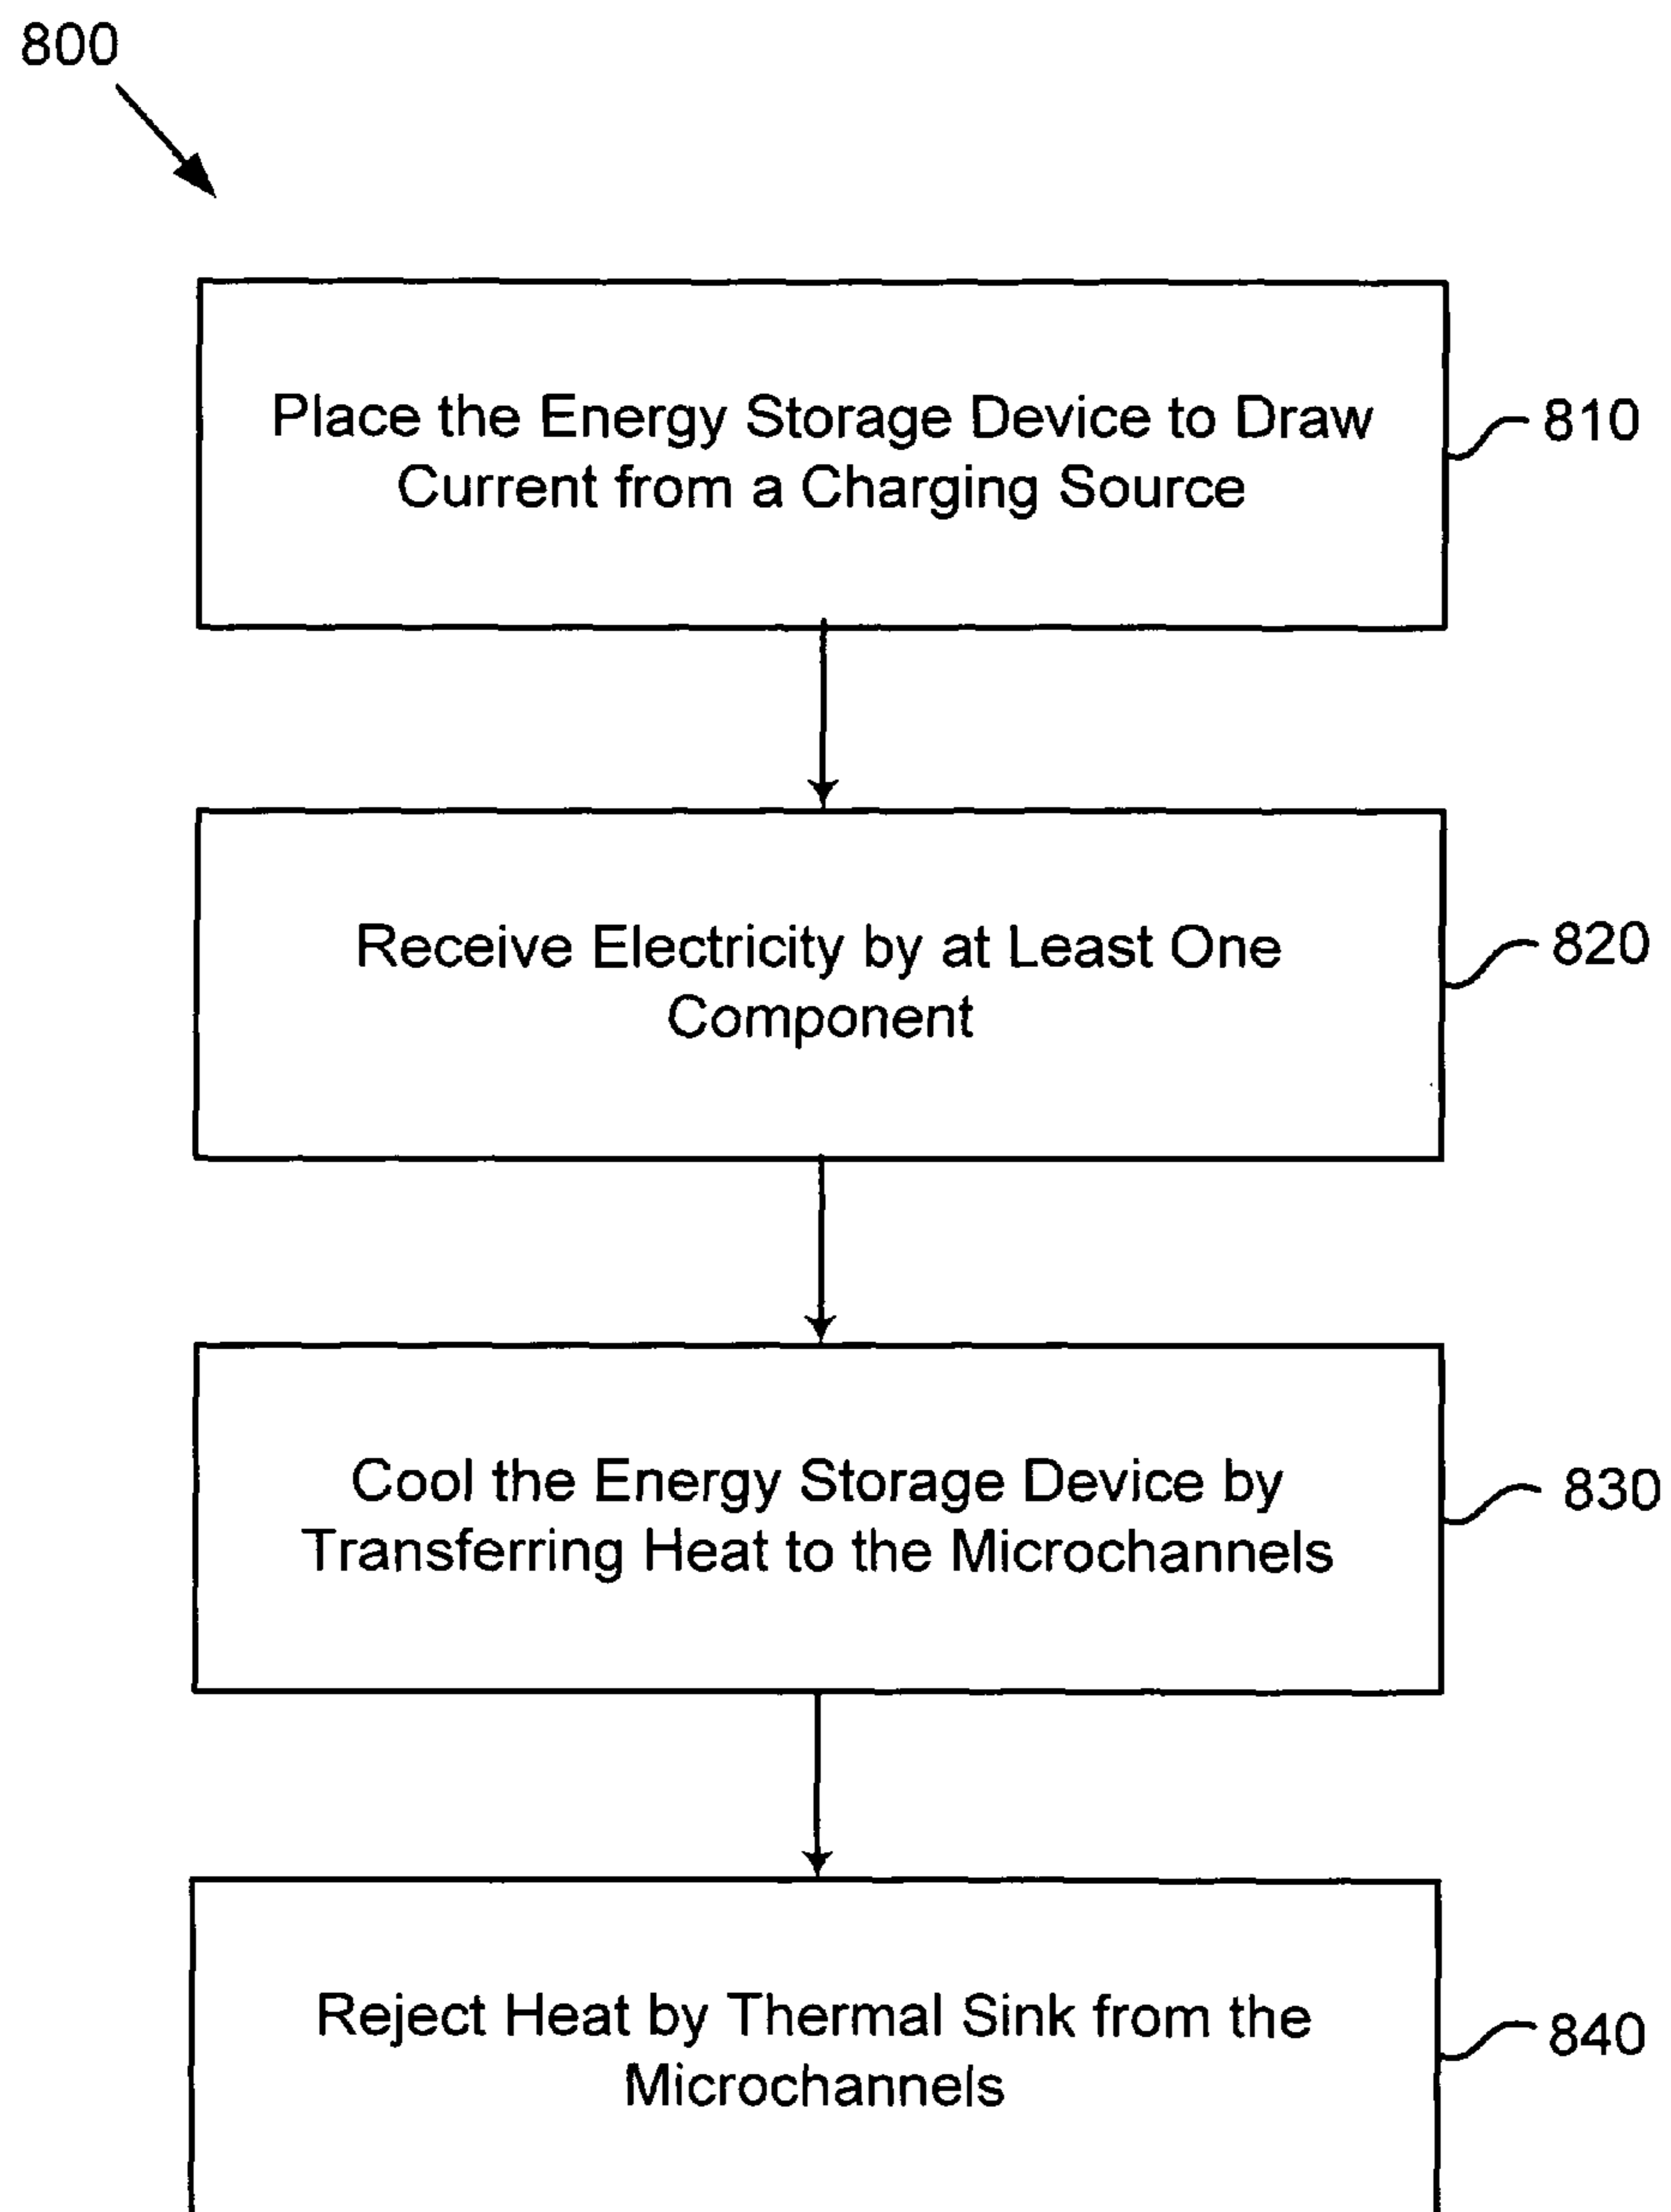 800
Place the Energy Storage Device to Draw
Current from a Charging Source
810
Receive Electricity by at Least One
Component
820
Cool the Energy Storage Device by
Transferring Heat to the Microchannels
830
Reject Heat by Thermal Sink from the
Microchannels
840